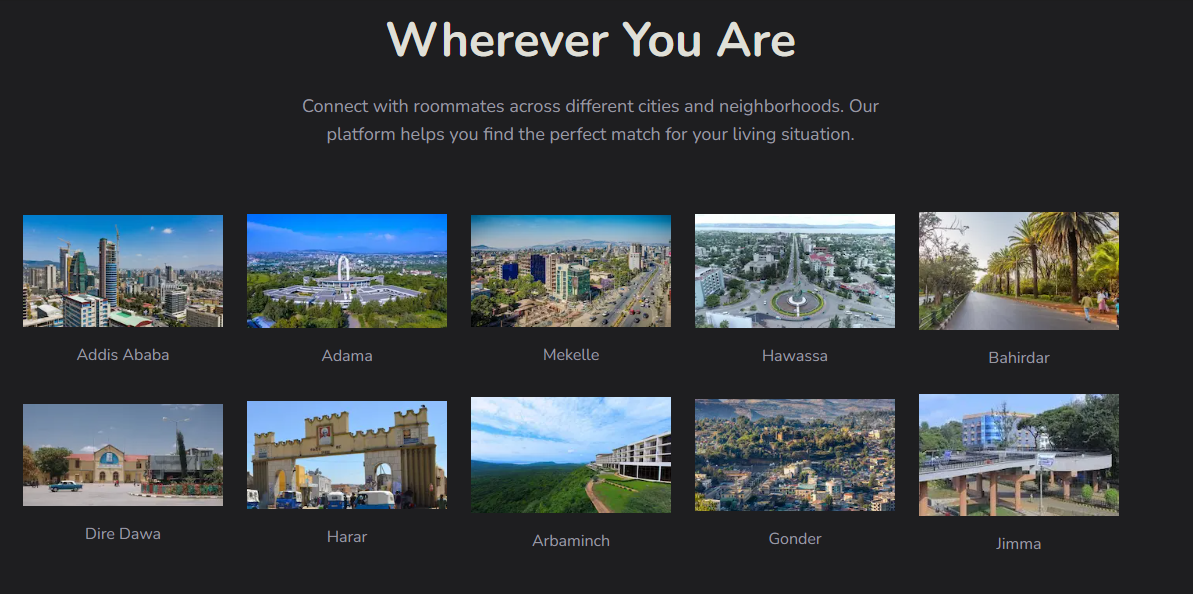 Wherever You Are
Connect with roommates across different cities and neighborhoods. Our
platform helps you find the perfect match for your living situation.
Addis Ababa
Adama
Mekelle
Hawassa
Bahirdar
Dire Dawa
Harar
Arbaminch
Gonder
Jimma